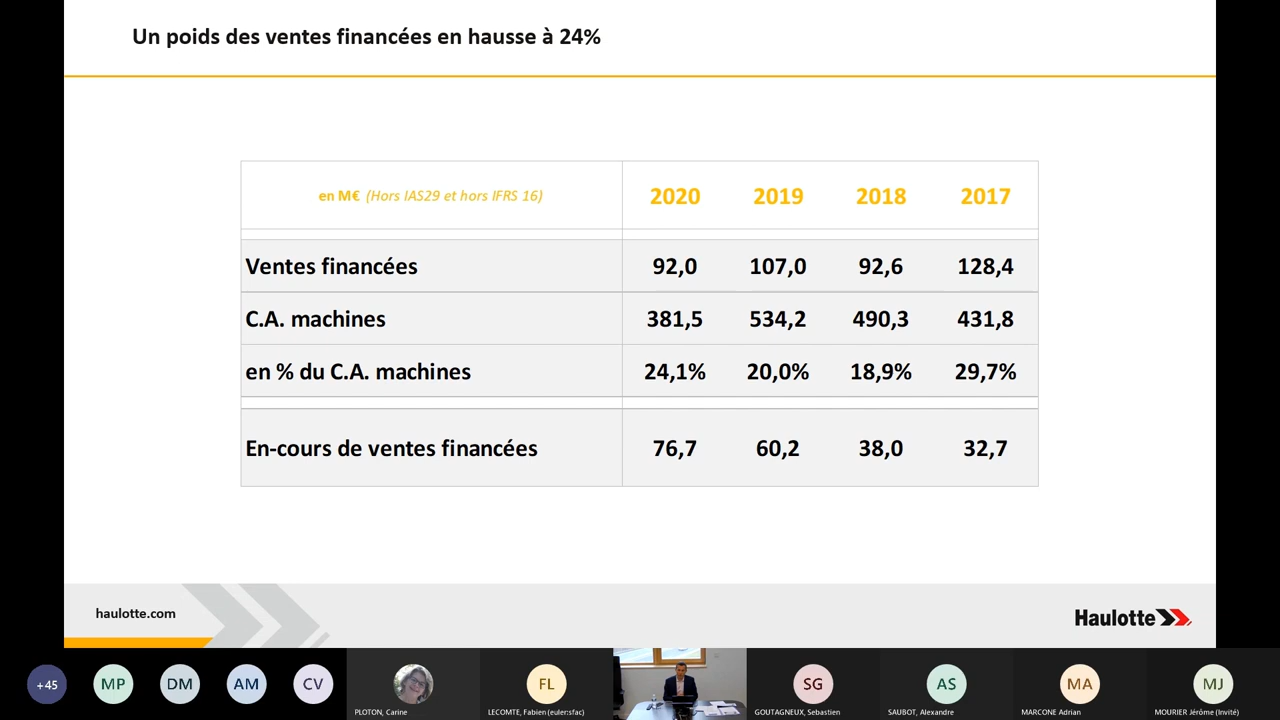 Un poids des ventes financées en hausse à 24%
en M€ (Hors IAS29 et hors IFRS 16) 2020 2019 2018 2017
Ventes financées 92,0 107,0 92,6 128,4
C.A. machines 381,5 534,2 490,3 431,8
en % du C.A. machines 24,1% 20,0% 18,9% 29,7%
En-cours de ventes financées 76,7 60,2 38,0 32,7
haulotte.com
Haulotte
+45 MP DM AM CV FL SG AS MA MJ
PLOTON, Carine LECOMTE, Fabien (euler:sfac) GOUTAGNEUX, Sebastien SAUBOT, Alexandre MARCONE Adrian MOURIER Jérôme (Invité)